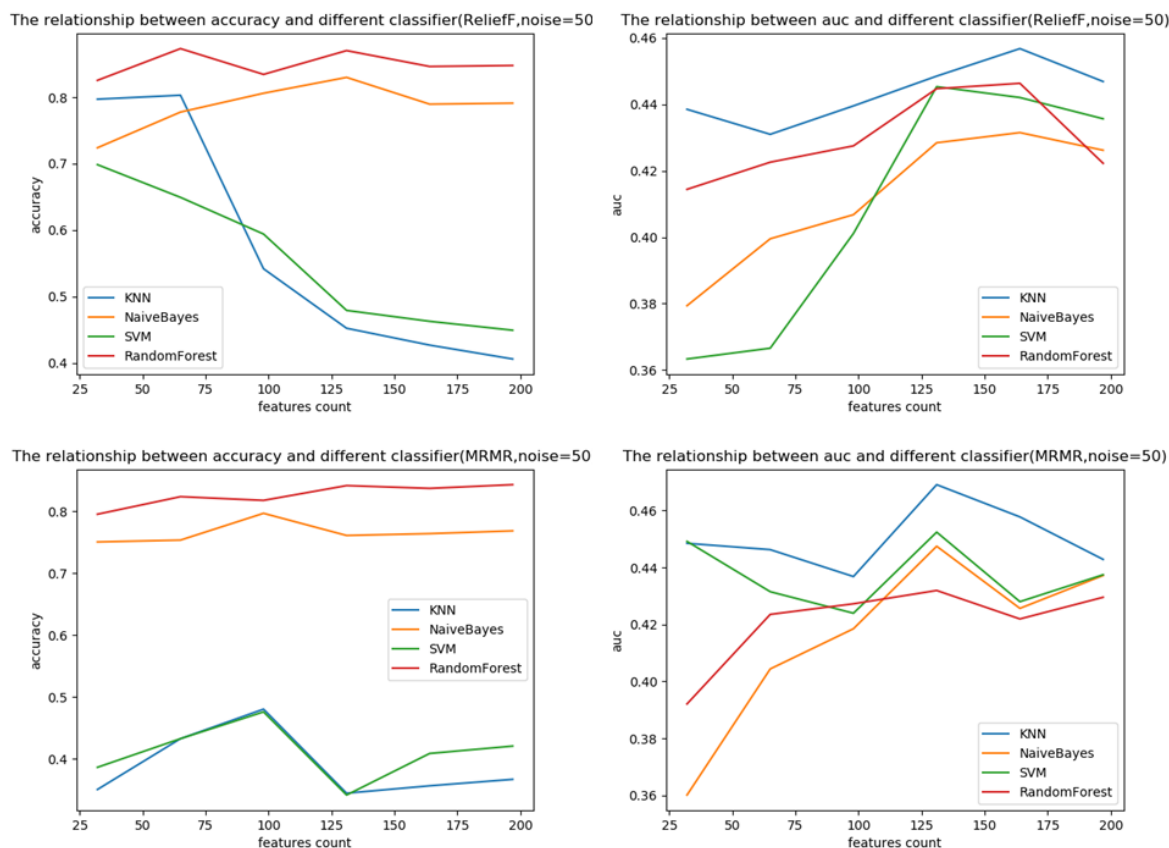 The relationship between accuracy and different classifier(ReliefF,noise=50
0.8
0.7
0.6
0.5
0.4
accuracy
KNN
NaiveBayes
SVM
RandomForest
25 50 75 100 125 150 175 200
features count
The relationship between auc and different classifier(ReliefF,noise=50)
0.46
0.44
0.42
0.40
0.38
0.36
auc
KNN
NaiveBayes
SVM
RandomForest
25 50 75 100 125 150 175 200
features count
The relationship between accuracy and different classifier(MRMR,noise=50
0.8
0.7
0.6
0.5
0.4
accuracy
KNN
NaiveBayes
SVM
RandomForest
25 50 75 100 125 150 175 200
features count
The relationship between auc and different classifier(MRMR,noise=50)
0.46
0.44
0.42
0.40
0.38
0.36
auc
KNN
NaiveBayes
SVM
RandomForest
25 50 75 100 125 150 175 200
features count